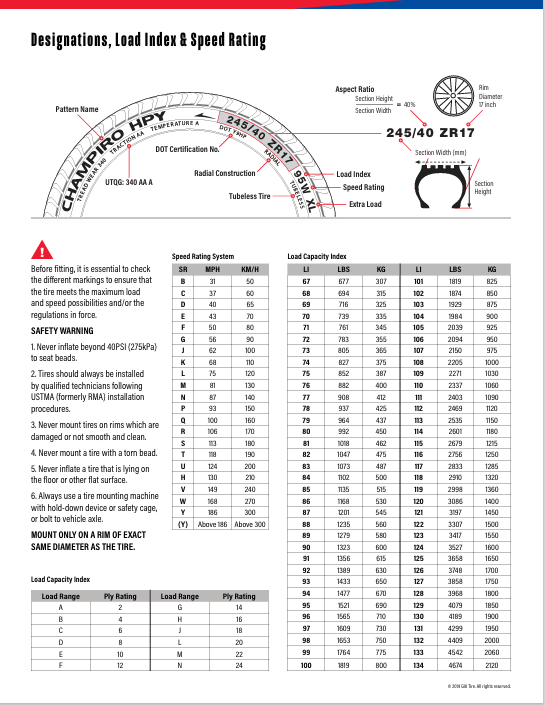 Designations, Load Index & Speed Rating
Pattern Name
CHAMPIRO HPY
TREAD WEAR 340 TRACTION AA TEMPERATURE A
245/40 ZR17
DOT YHJP
RADIAL
95W XL
TUBELESS
UTQG: 340 AA A
DOT Certification No.
Radial Construction
Tubeless Tire
Load Index
Speed Rating
Extra Load
Aspect Ratio
Section Height
Section Width
= 40%
Rim
Diameter
17 inch
245/40 ZR17
Section Width (mm)
Section
Height
!
Before fitting, it is essential to check
the different markings to ensure that
the tire meets the maximum load
and speed possibilities and/or the
regulations in force.
SAFETY WARNING
1. Never inflate beyond 40PSI (275kPa)
to seat beads.
2. Tires should always be installed
by qualified technicians following
USTMA (formerly RMA) installation
procedures.
3. Never mount tires on rims which are
damaged or not smooth and clean.
4. Never mount a tire with a torn bead.
5. Never inflate a tire that is lying on
the floor or other flat surface.
6. Always use a tire mounting machine
with hold-down device or safety cage,
or bolt to vehicle axle.
MOUNT ONLY ON A RIM OF EXACT
SAME DIAMETER AS THE TIRE.
Speed Rating System
SR MPH KM/H
B 31 50
C 37 60
D 40 65
E 43 70
F 50 80
G 56 90
J 62 100
K 68 110
L 75 120
M 81 130
N 87 140
P 93 150
Q 100 160
R 106 170
S 113 180
T 118 190
U 124 200
H 130 210
V 149 240
W 168 270
Y 186 300
(Y) Above 186 Above 300
Load Capacity Index
LI LBS KG LI LBS KG
67 677 307 101 1819 825
68 694 315 102 1874 850
69 716 325 103 1929 875
70 739 335 104 1984 900
71 761 345 105 2039 925
72 783 355 106 2094 950
73 805 365 107 2150 975
74 827 375 108 2205 1000
75 852 387 109 2271 1030
76 882 400 110 2337 1060
77 908 412 111 2403 1090
78 937 425 112 2469 1120
79 964 437 113 2535 1150
80 992 450 114 2601 1180
81 1018 462 115 2679 1215
82 1047 475 116 2756 1250
83 1073 487 117 2833 1285
84 1102 500 118 2910 1320
85 1135 515 119 2998 1360
86 1168 530 120 3086 1400
87 1201 545 121 3197 1450
88 1235 560 122 3307 1500
89 1279 580 123 3417 1550
90 1323 600 124 3527 1600
91 1356 615 125 3658 1650
92 1389 630 126 3748 1700
93 1433 650 127 3858 1750
94 1477 670 128 3968 1800
95 1521 690 129 4079 1850
96 1565 710 130 4189 1900
97 1609 730 131 4299 1950
98 1653 750 132 4409 2000
99 1764 775 133 4542 2060
100 1819 800 134 4674 2120
Load Capacity Index
Load Range Ply Rating Load Range Ply Rating
A 2 G 14
B 4 H 16
C 6 J 18
D 8 L 20
E 10 M 22
F 12 N 24
© 2019 Giti Tire. All rights reserved.